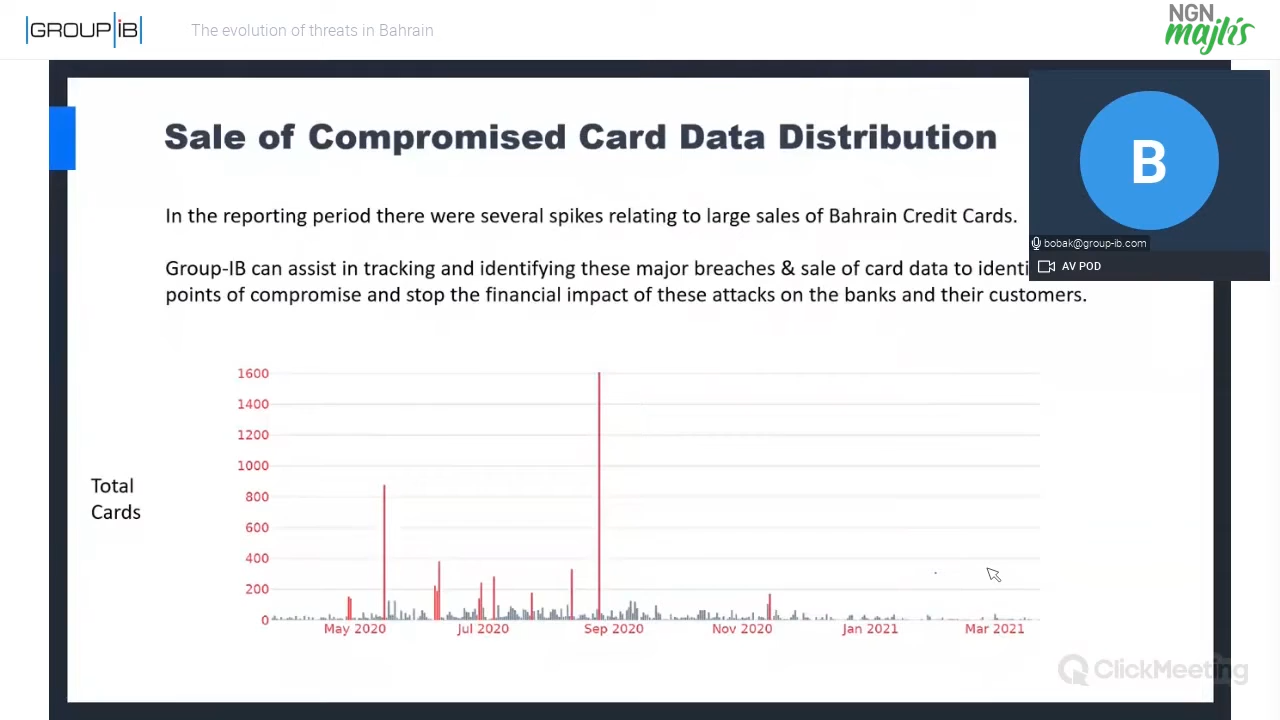 GROUP IB
The evolution of threats in Bahrain
NGN
majlis
Sale of Compromised Card Data Distribution
B
In the reporting period there were several spikes relating to large sales of Bahrain Credit Cards.
bobak@group-ib.com
AV POD
Group-IB can assist in tracking and identifying these major breaches & sale of card data to identi
points of compromise and stop the financial impact of these attacks on the banks and their customers.
1600
1400
1200
1000
800
600
400
200
0
Total
Cards
May 2020 Jul 2020 Sep 2020 Nov 2020 Jan 2021 Mar 2021
ClickMeeting